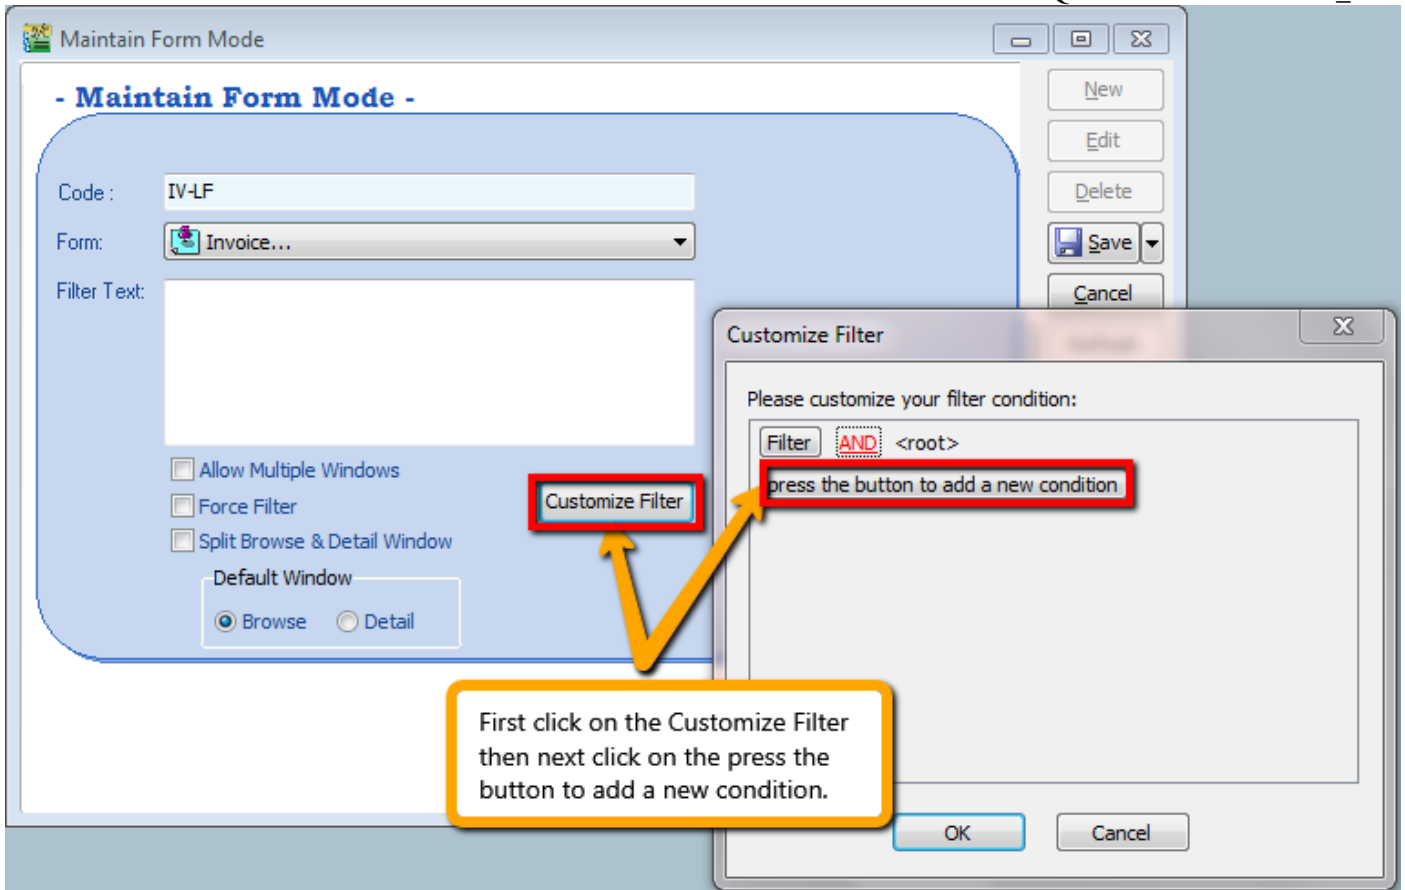 Maintain Form Mode
- Maintain Form Mode -
New
Edit
Delete
Save
Cancel
Code :
IV-LF
Form:
Invoice...
Filter Text:
Allow Multiple Windows
Force Filter
Split Browse & Detail Window
Default Window
Browse
Detail
Customize Filter
Customize Filter
Please customize your filter condition:
Filter AND <root>
press the button to add a new condition
OK
Cancel
First click on the Customize Filter
then next click on the press the
button to add a new condition.